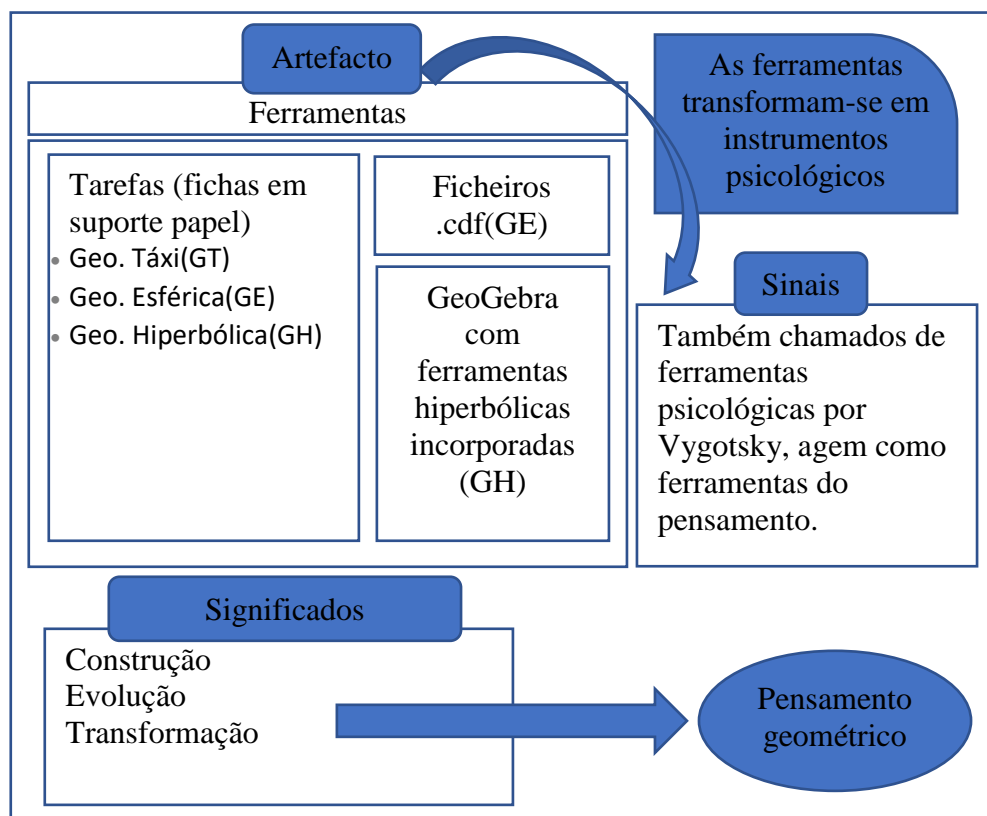 Artefacto
Ferramentas
Tarefas (fichas em
suporte papel)
• Geo. Táxi(GT)
• Geo. Esférica(GE)
• Geo. Hiperbólica(GH)
Ficheiros
.cdf(GE)
GeoGebra
com
ferramentas
hiperbólicas
incorporadas
(GH)
As ferramentas
transformam-se em
instrumentos
psicológicos
Sinais
Também chamados de
ferramentas
psicológicas por
Vygotsky, agem como
ferramentas do
pensamento.
Significados
Construção
Evolução
Transformação
Pensamento
geométrico